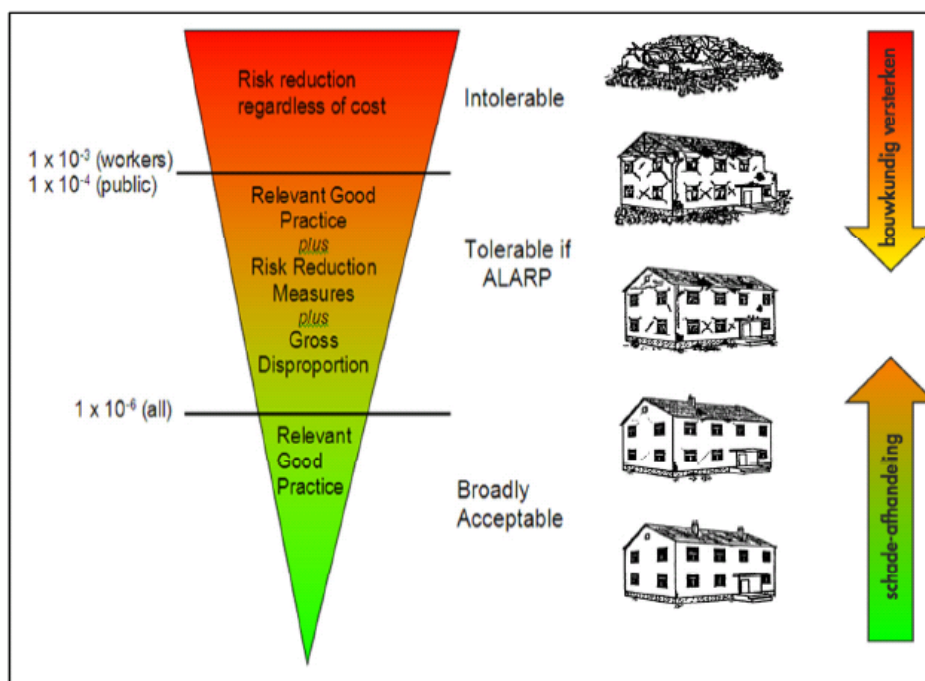 Risk reduction
regardless of cost
Intolerable
1 x 10⁻³ (workers)
1 x 10⁻⁴ (public)
Relevant Good
Practice
plus
Risk Reduction
Measures
plus
Gross
Disproportion
Tolerable if
ALARP
1 x 10⁻⁶ (all)
Relevant
Good
Practice
Broadly
Acceptable
bouwkundig versterken
schade-afhandeing